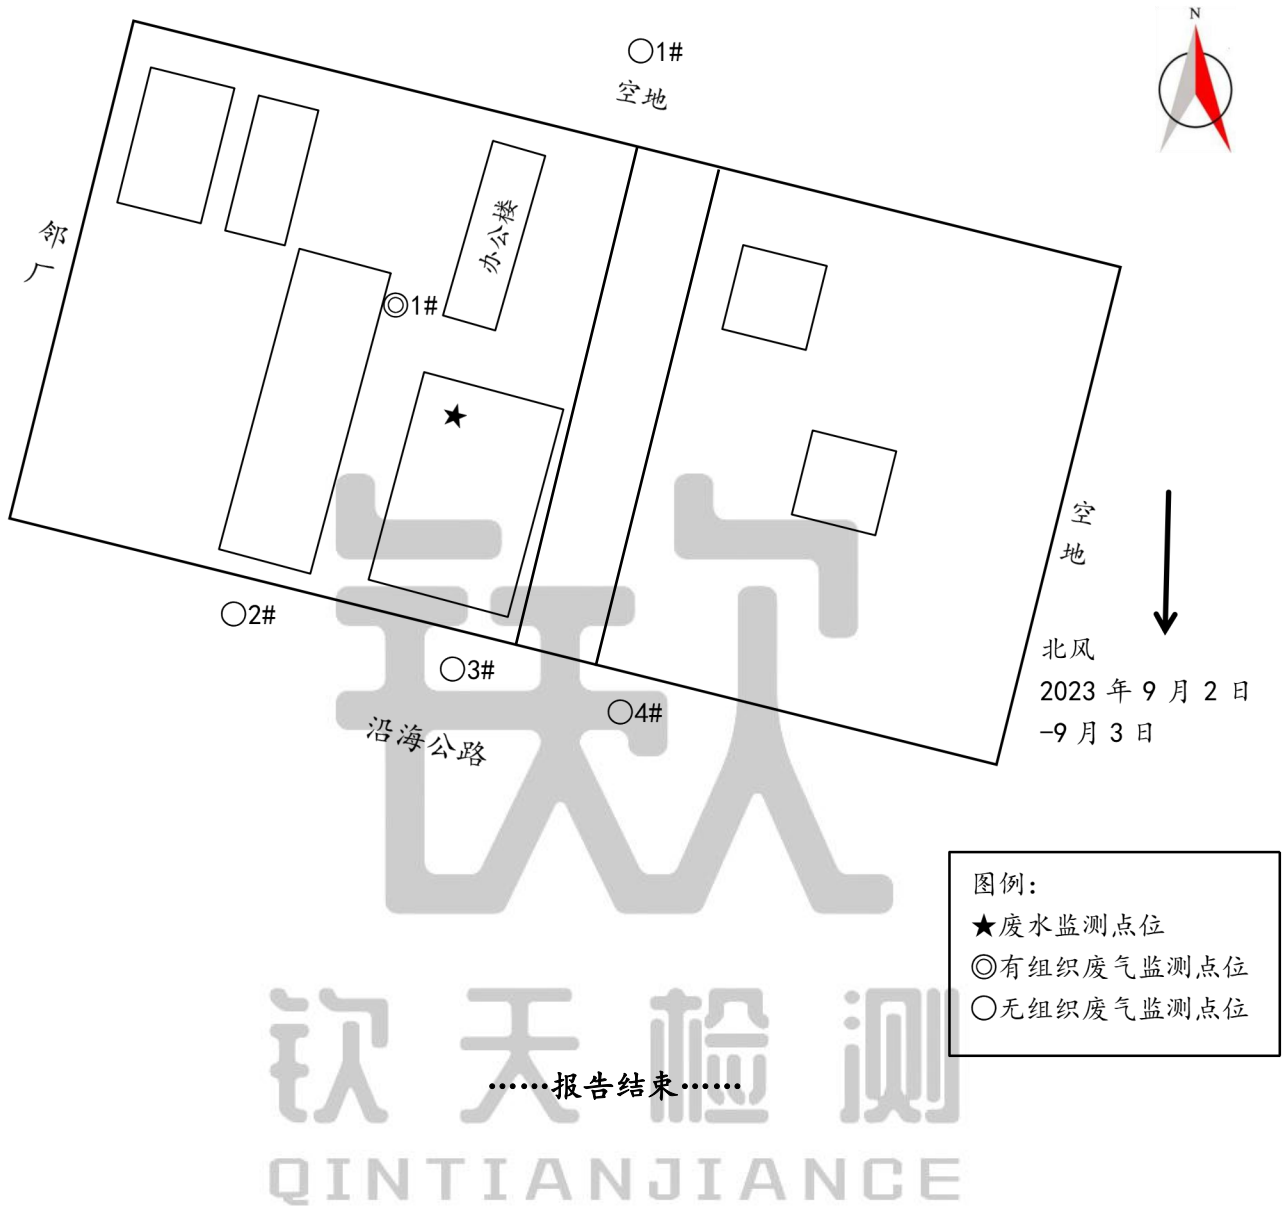 N
○1#
空地
邻
厂
办公楼
◎1#
★
空
地
○2#
○3#
○4#
沿海公路
北风
2023 年 9 月 2 日
-9 月 3 日
图例:
★废水监测点位
◎有组织废气监测点位
○无组织废气监测点位
……报告结束……
钦天检测
QINTIANJIANCE